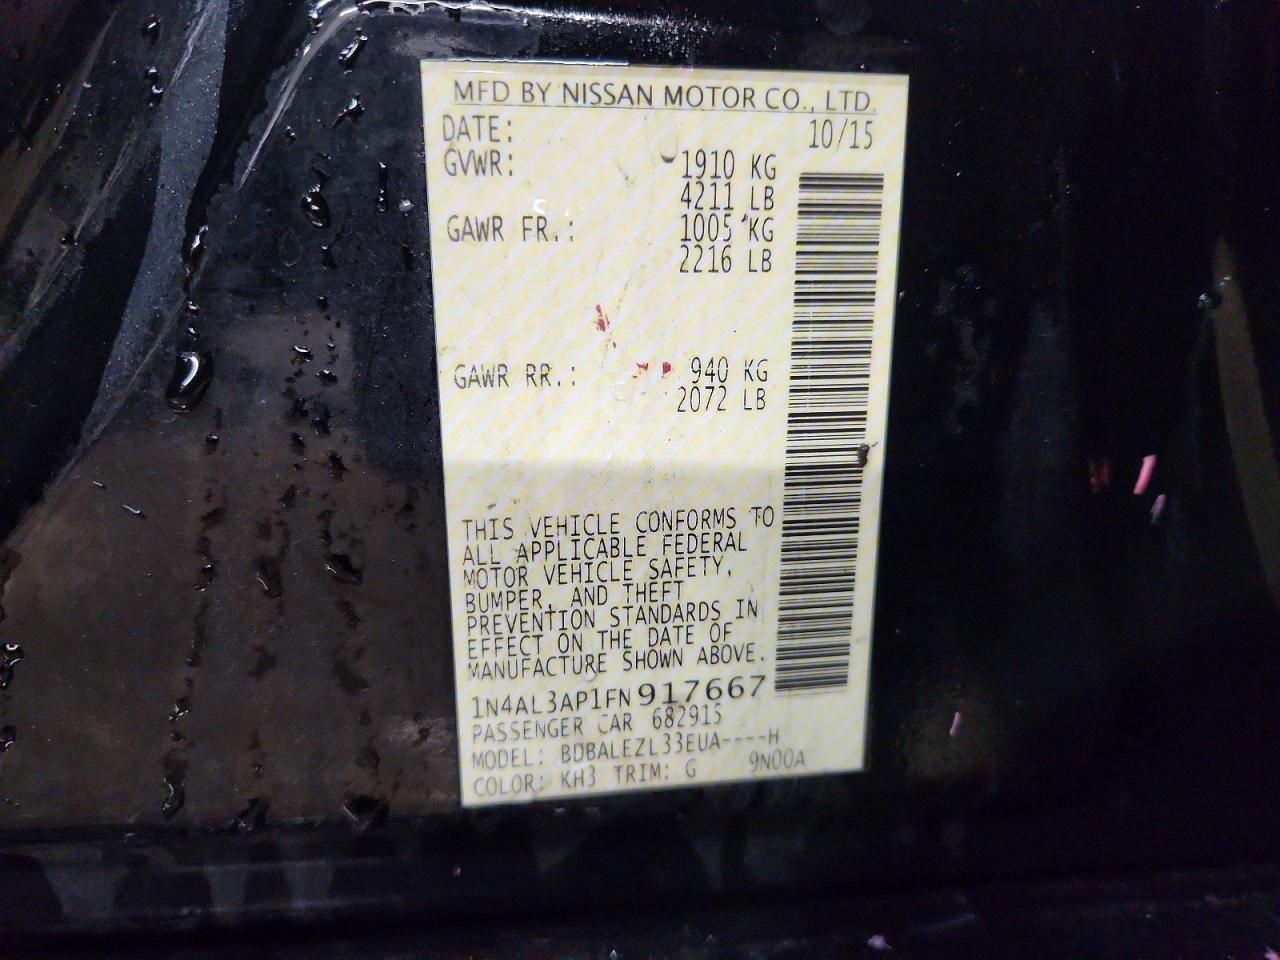 MFD BY NISSAN MOTOR CO., LTD.
DATE: 10/15
GVWR: 1910 KG
4211 LB
GAWR FR.: 1005 KG
2216 LB
GAWR RR.: 940 KG
2072 LB
THIS VEHICLE CONFORMS TO
ALL APPLICABLE FEDERAL
MOTOR VEHICLE SAFETY,
BUMPER, AND THEFT
PREVENTION STANDARDS IN
EFFECT ON THE DATE OF
MANUFACTURE SHOWN ABOVE.
1N4AL3AP1FN917667
PASSENGER CAR 682915
MODEL: BDBALEZL33EUA----H
COLOR: KH3 TRIM: G 9N00A